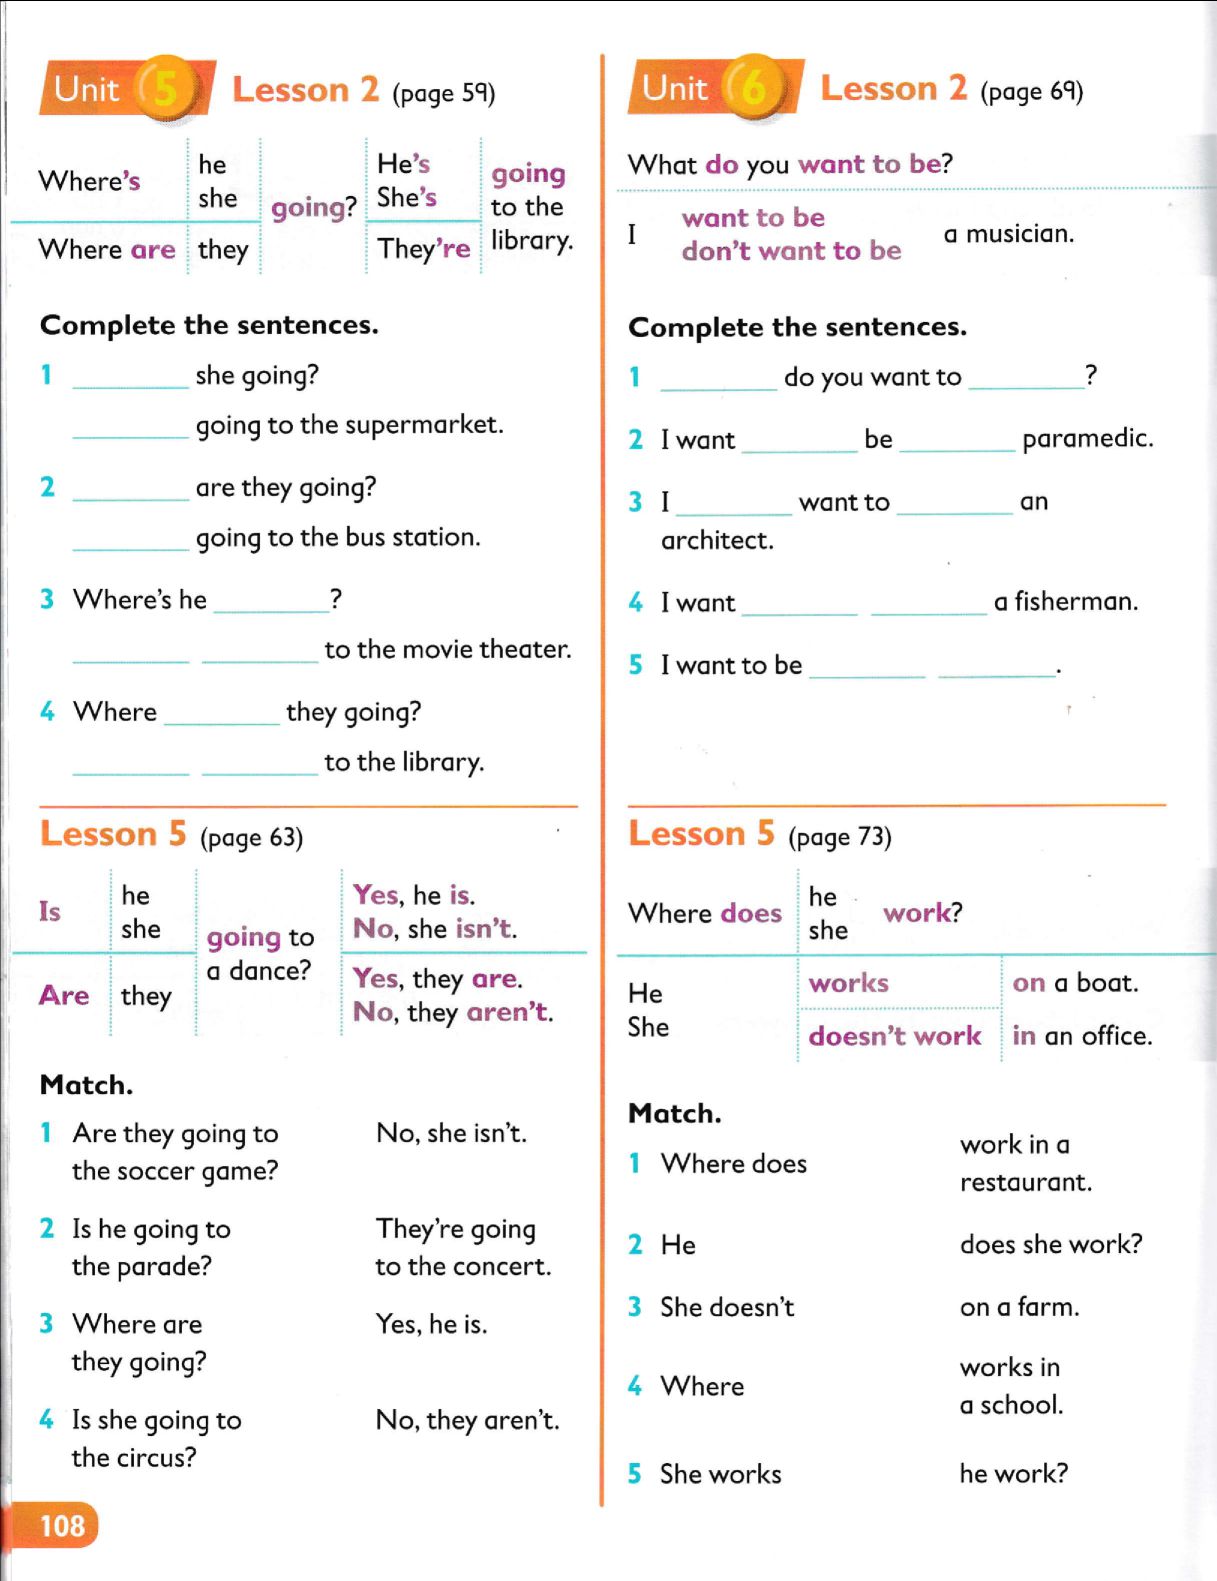 Unit 5 Lesson 2 (page 59)
Where's he going? He's going
she She's to the
Where are they They're library.
Complete the sentences.
1 ________ she going?
________ going to the supermarket.
2 ________ are they going?
________ going to the bus station.
3 Where's he ________?
________ ________ to the movie theater.
4 Where ________ they going?
________ ________ to the library.
Lesson 5 (page 63)
Is he going to Yes, he is.
she a dance? No, she isn't.
Are they Yes, they are.
No, they aren't.
Match.
1 Are they going to No, she isn't.
the soccer game?
2 Is he going to They're going
the parade? to the concert.
3 Where are Yes, he is.
they going?
4 Is she going to No, they aren't.
the circus?
108
Unit 6 Lesson 2 (page 69)
What do you want to be?
I want to be a musician.
don't want to be
Complete the sentences.
1 ________ do you want to ________?
2 I want ________ be ________ paramedic.
3 I ________ want to ________ an
architect.
4 I want ________ ________ a fisherman.
5 I want to be ________ ________.
Lesson 5 (page 73)
Where does he work?
she
He works on a boat.
She doesn't work in an office.
Match.
1 Where does work in a
restaurant.
2 He does she work?
3 She doesn't on a farm.
4 Where works in
a school.
5 She works he work?